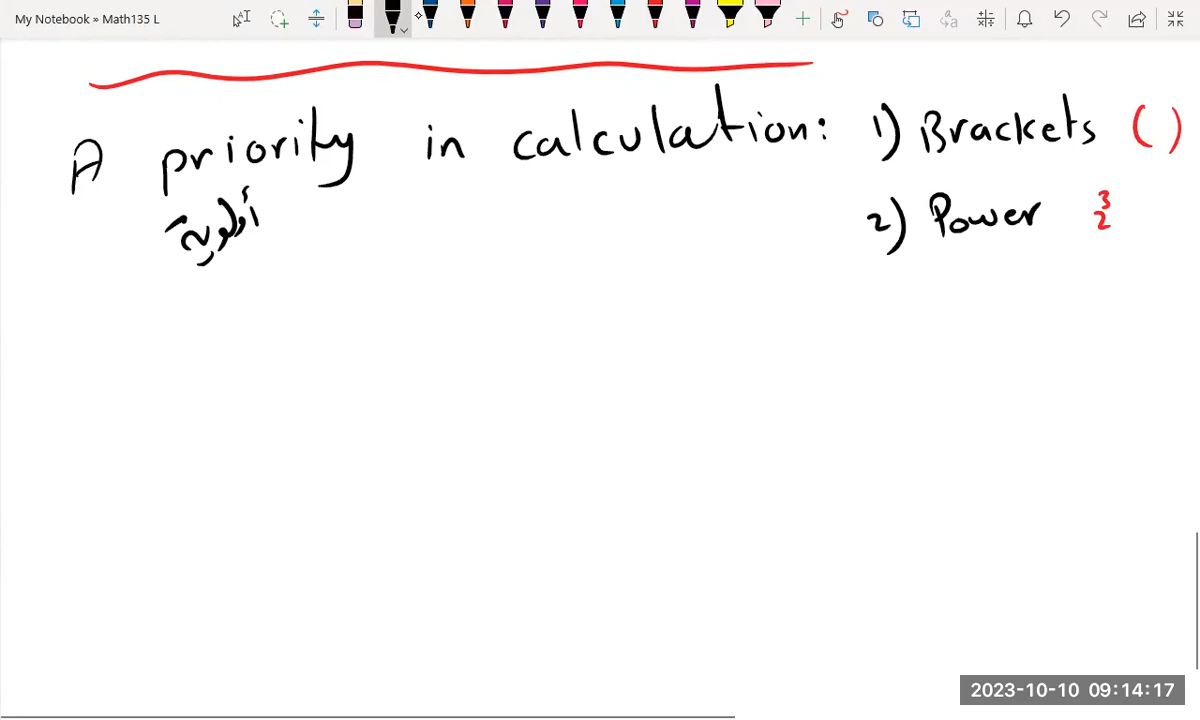 My Notebook » Math135 L
A priority in calculation: 1) Brackets ( )
أولوية
2) Power 2³
2023-10-10 09:14:17